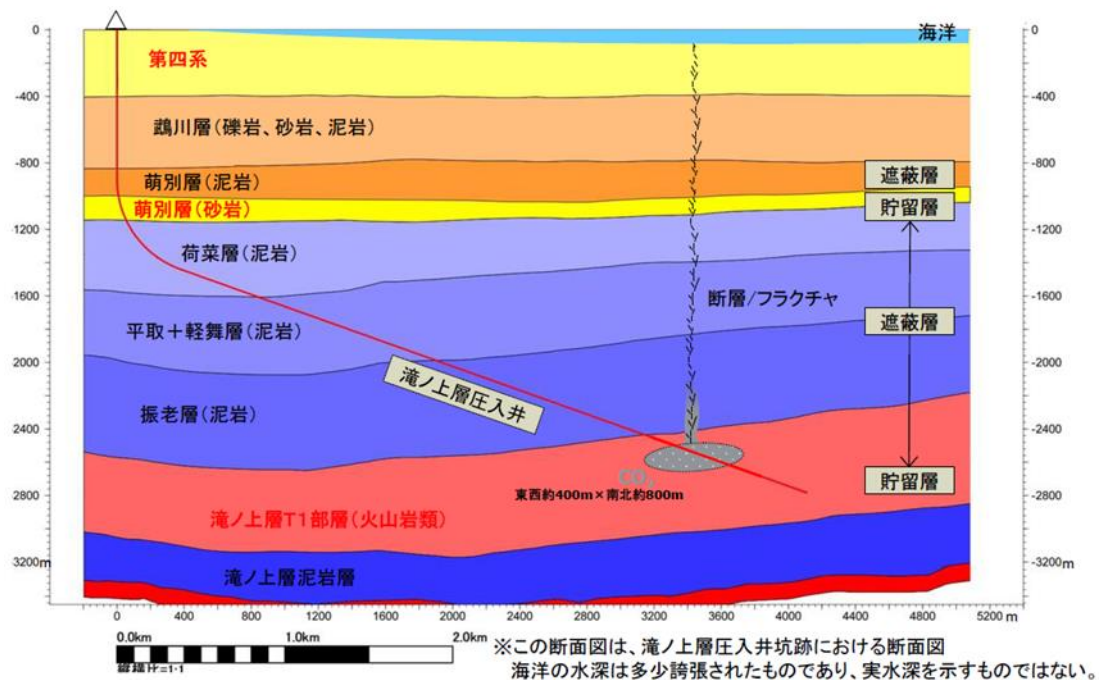 海洋
0
-400
-800
1200
1600
2000
2400
2800
3200m
0
-400
-800
-1200
-1600
-2000
-2400
-2800
-3200 m
第四系
鵡川層(礫岩、砂岩、泥岩)
萌別層(泥岩)
遮蔽層
萌別層(砂岩)
貯留層
荷菜層(泥岩)
断層/フラクチャ
平取+軽舞層(泥岩)
遮蔽層
滝ノ上層圧入井
振老層(泥岩)
CO₂
東西約400m×南北約800m
貯留層
滝ノ上層T1部層(火山岩類)
滝ノ上層泥岩層
0 400 800 1200 1600 2000 2400 2800 3200 3600 4000 4400 4800 5200 m
0.0km 1.0km 2.0km
縦横比=1:1
※この断面図は、滝ノ上層圧入井坑跡における断面図
海洋の水深は多少誇張されたものであり、実水深を示すものではない。